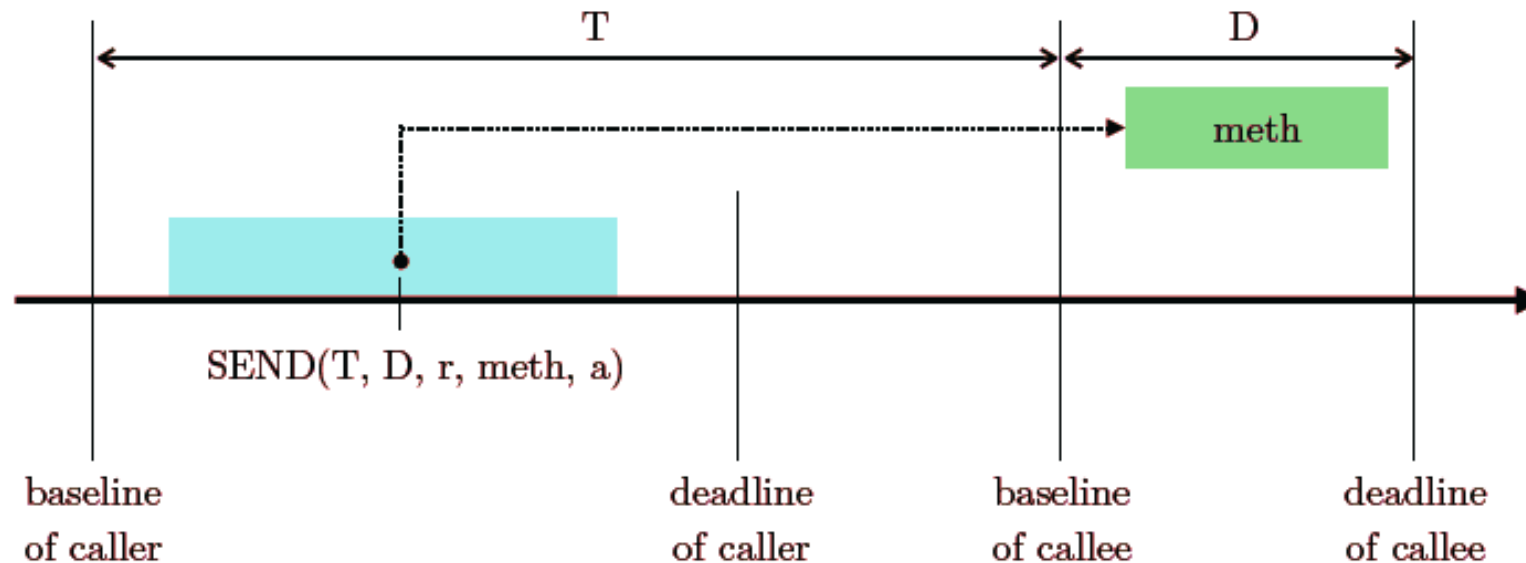 T
D
meth
SEND(T, D, r, meth, a)
baseline
of caller
deadline
of caller
baseline
of callee
deadline
of callee